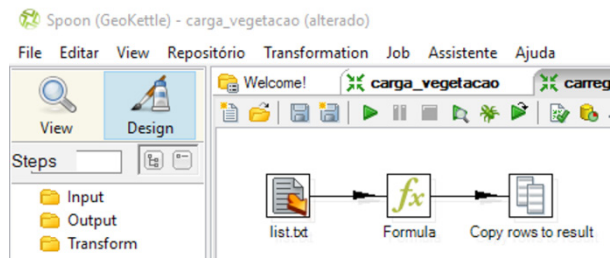 Spoon (GeoKettle) - carga_vegetacao (alterado)
File Editar View Repositório Transformation Job Assistente Ajuda
Welcome! carga_vegetacao carreg
View Design
Steps
Input
Output
Transform
fx
list.txt Formula Copy rows to result